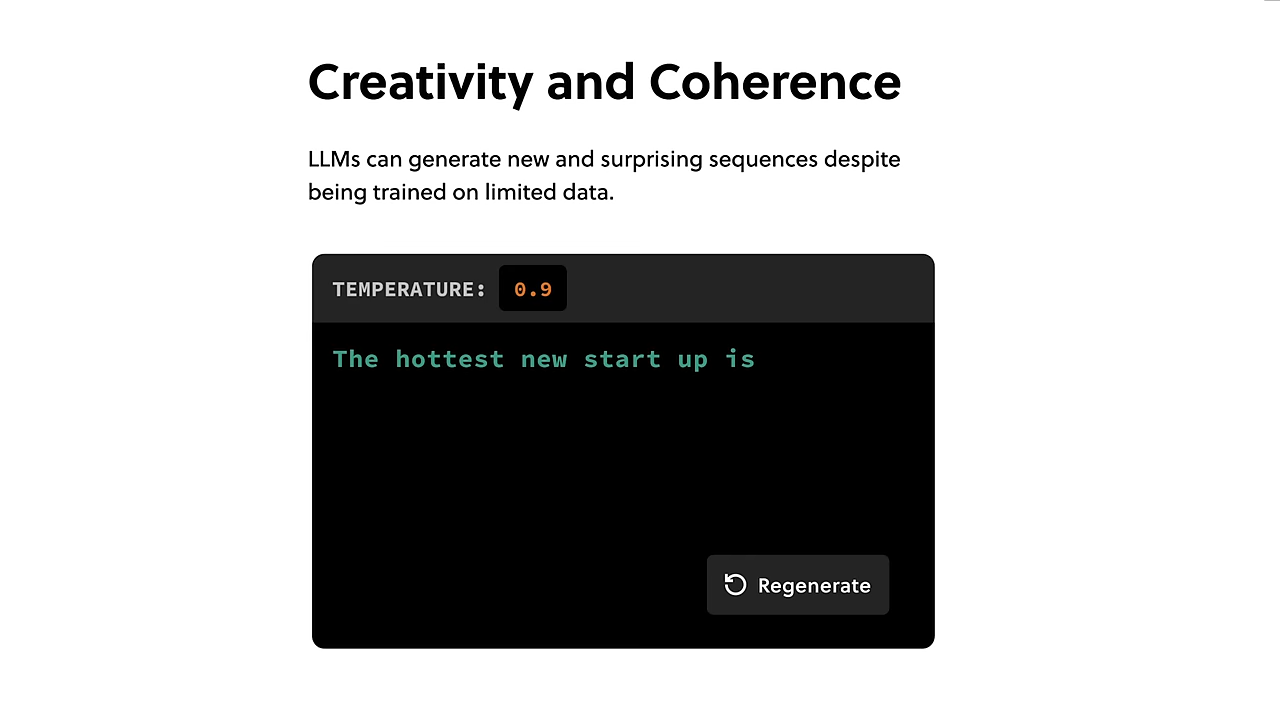 Creativity and Coherence
LLMs can generate new and surprising sequences despite
being trained on limited data.
TEMPERATURE: 0.9
The hottest new start up is
Regenerate